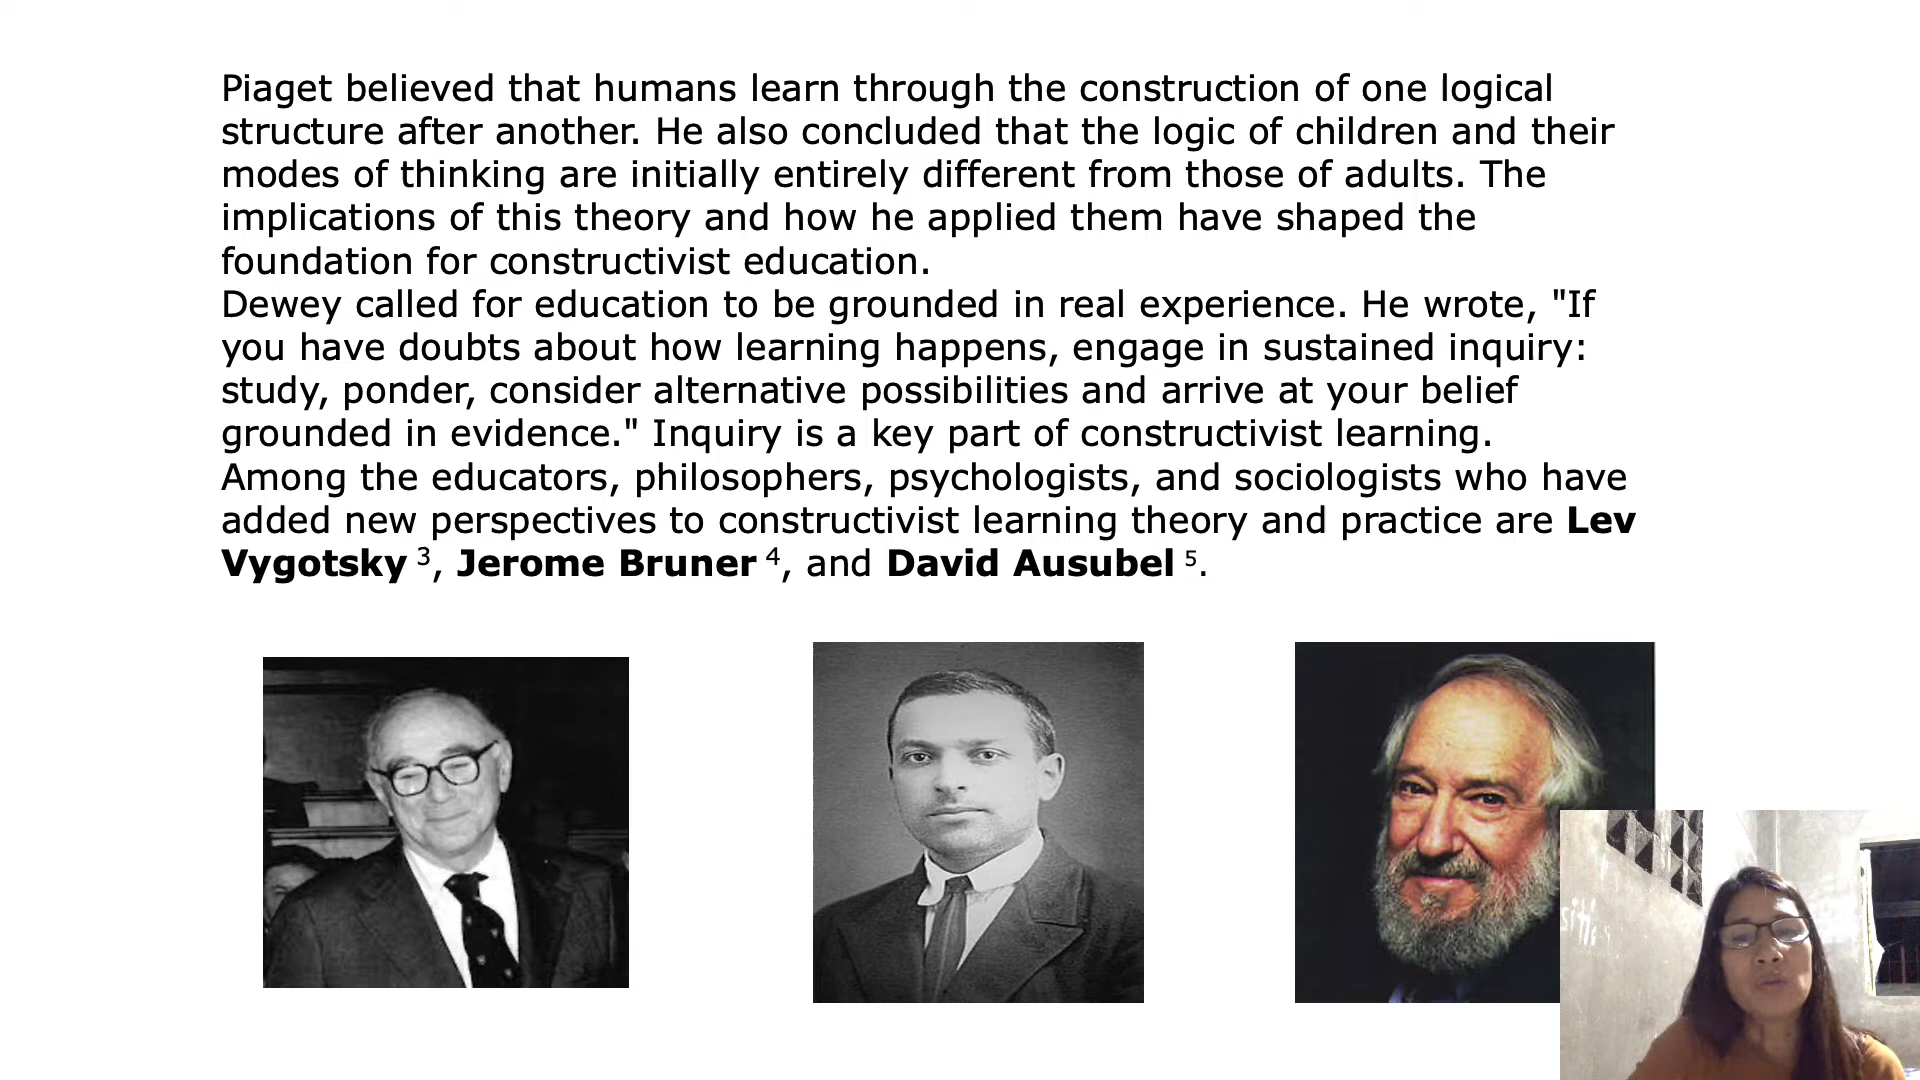 Piaget believed that humans learn through the construction of one logical
structure after another. He also concluded that the logic of children and their
modes of thinking are initially entirely different from those of adults. The
implications of this theory and how he applied them have shaped the
foundation for constructivist education.
Dewey called for education to be grounded in real experience. He wrote, "If
you have doubts about how learning happens, engage in sustained inquiry:
study, ponder, consider alternative possibilities and arrive at your belief
grounded in evidence." Inquiry is a key part of constructivist learning.
Among the educators, philosophers, psychologists, and sociologists who have
added new perspectives to constructivist learning theory and practice are Lev
Vygotsky 3, Jerome Bruner 4, and David Ausubel 5.